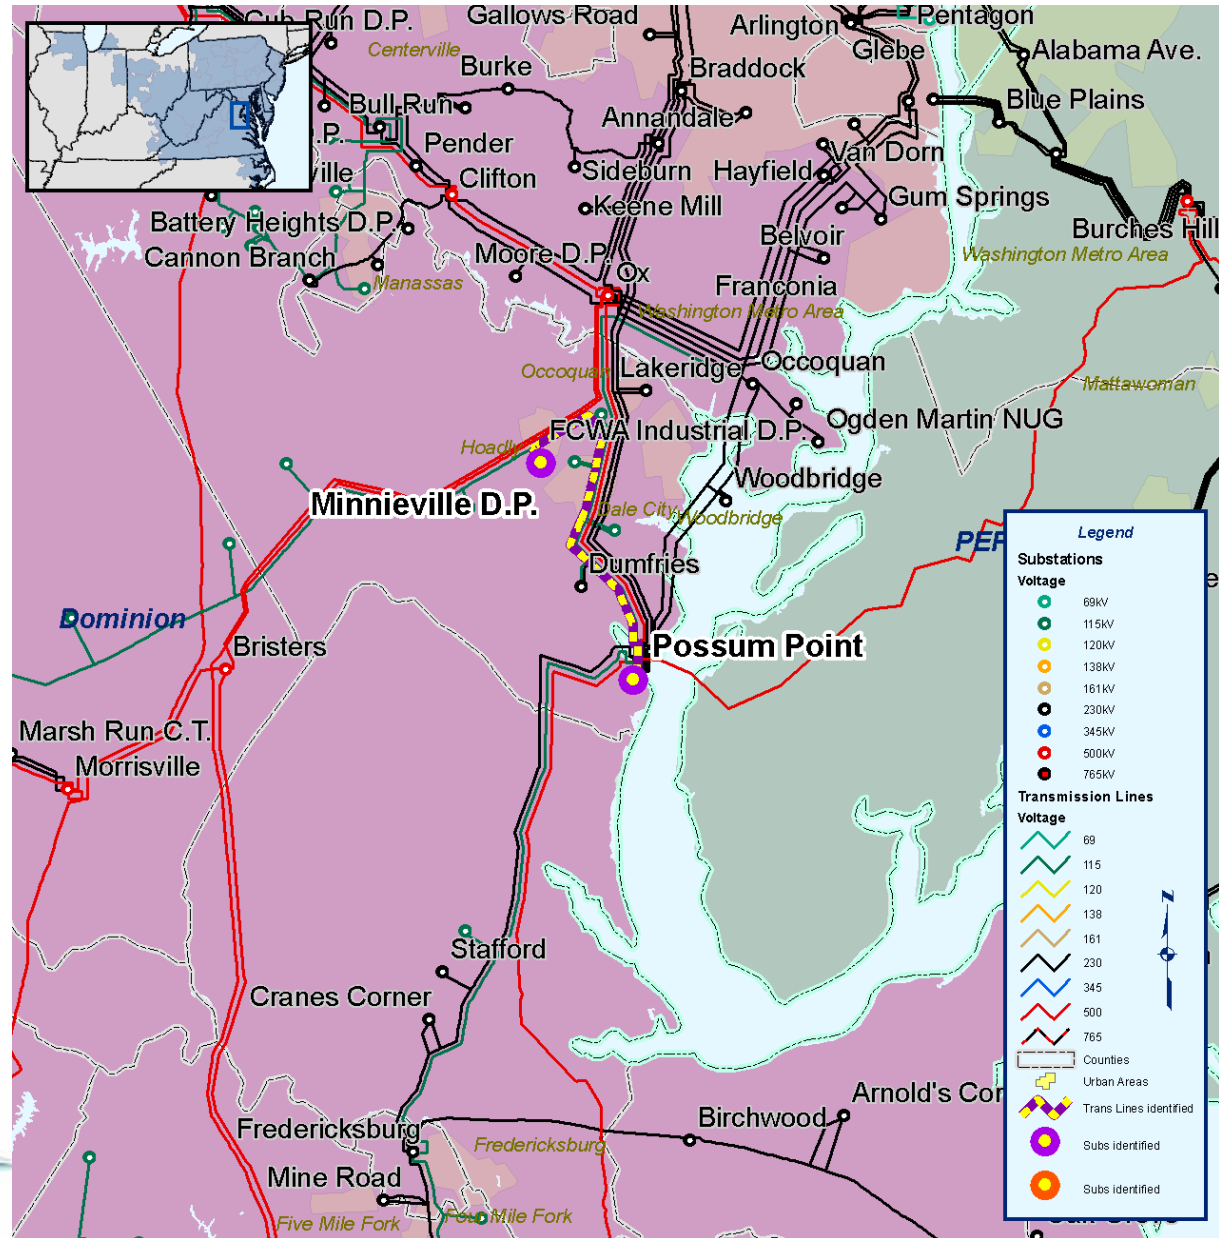 Cub Run D.P.
Gallows Road
Arlington
Pentagon
Centerville
Glebe
Alabama Ave.
Burke
Braddock
Bull Run
Annandale
Blue Plains
.P.
Pender
Van Dorn
ville
Clifton
Sideburn
Hayfield
Gum Springs
Keene Mill
Battery Heights D.P.
Burches Hill
Cannon Branch
Moore D.P.
Ox
Belvoir
Washington Metro Area
Manassas
Franconia
Washington Metro Area
Occoquan
Lakeridge
Occoquan
Mattawoman
Hoadly
FCWA Industrial D.P.
Ogden Martin NUG
Minnieville D.P.
Dale City
Woodbridge
Woodbridge
PEP
Dumfries
Dominion
Bristers
Possum Point
Marsh Run C.T.
Morrisville
Stafford
Cranes Corner
Arnold's Cor
Birchwood
Fredericksburg
Fredericksburg
Mine Road
Five Mile Fork
Four Mile Fork
Legend
Substations
Voltage
69kV
115kV
120kV
138kV
161kV
230kV
345kV
500kV
765kV
Transmission Lines
Voltage
69
115
120
138
161
230
345
500
765
Counties
Urban Areas
Trans Lines identified
Subs identified
Subs identified
N